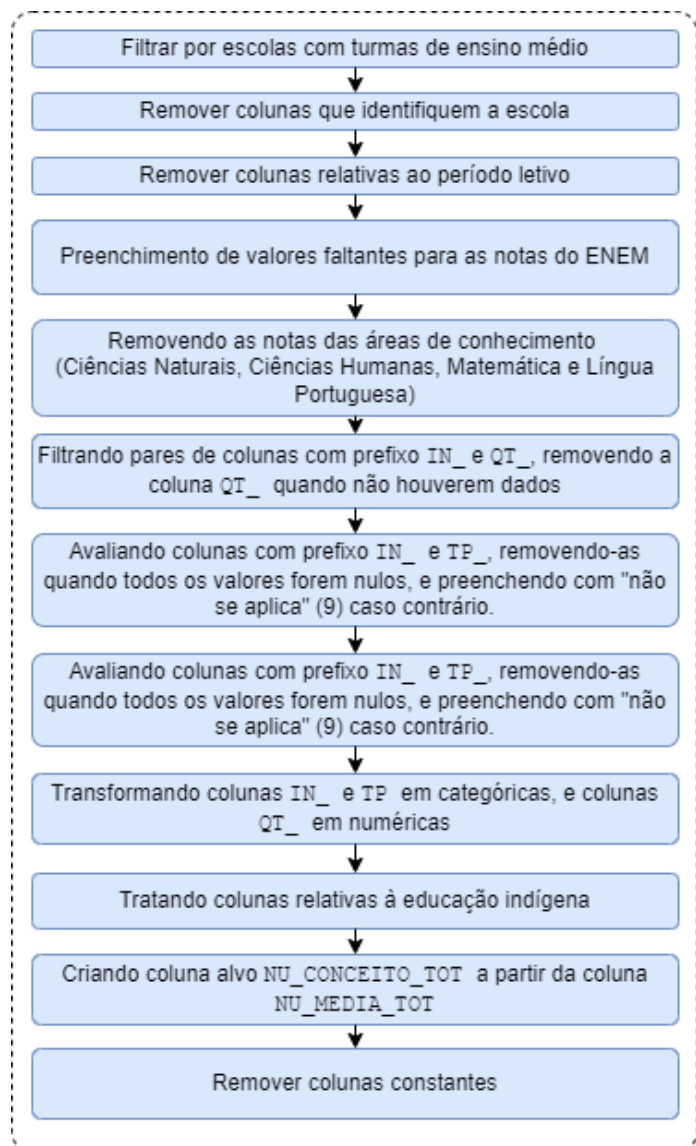 Filtrar por escolas com turmas de ensino médio
Remover colunas que identifiquem a escola
Remover colunas relativas ao período letivo
Preenchimento de valores faltantes para as notas do ENEM
Removendo as notas das áreas de conhecimento
(Ciências Naturais, Ciências Humanas, Matemática e Língua
Portuguesa)
Filtrando pares de colunas com prefixo IN_ e QT_, removendo a
coluna QT_ quando não houverem dados
Avaliando colunas com prefixo IN_ e TP_, removendo-as
quando todos os valores forem nulos, e preenchendo com "não
se aplica" (9) caso contrário.
Avaliando colunas com prefixo IN_ e TP_, removendo-as
quando todos os valores forem nulos, e preenchendo com "não
se aplica" (9) caso contrário.
Transformando colunas IN_ e TP em categóricas, e colunas
QT_ em numéricas
Tratando colunas relativas à educação indígena
Criando coluna alvo NU_CONCEITO_TOT a partir da coluna
NU_MEDIA_TOT
Remover colunas constantes